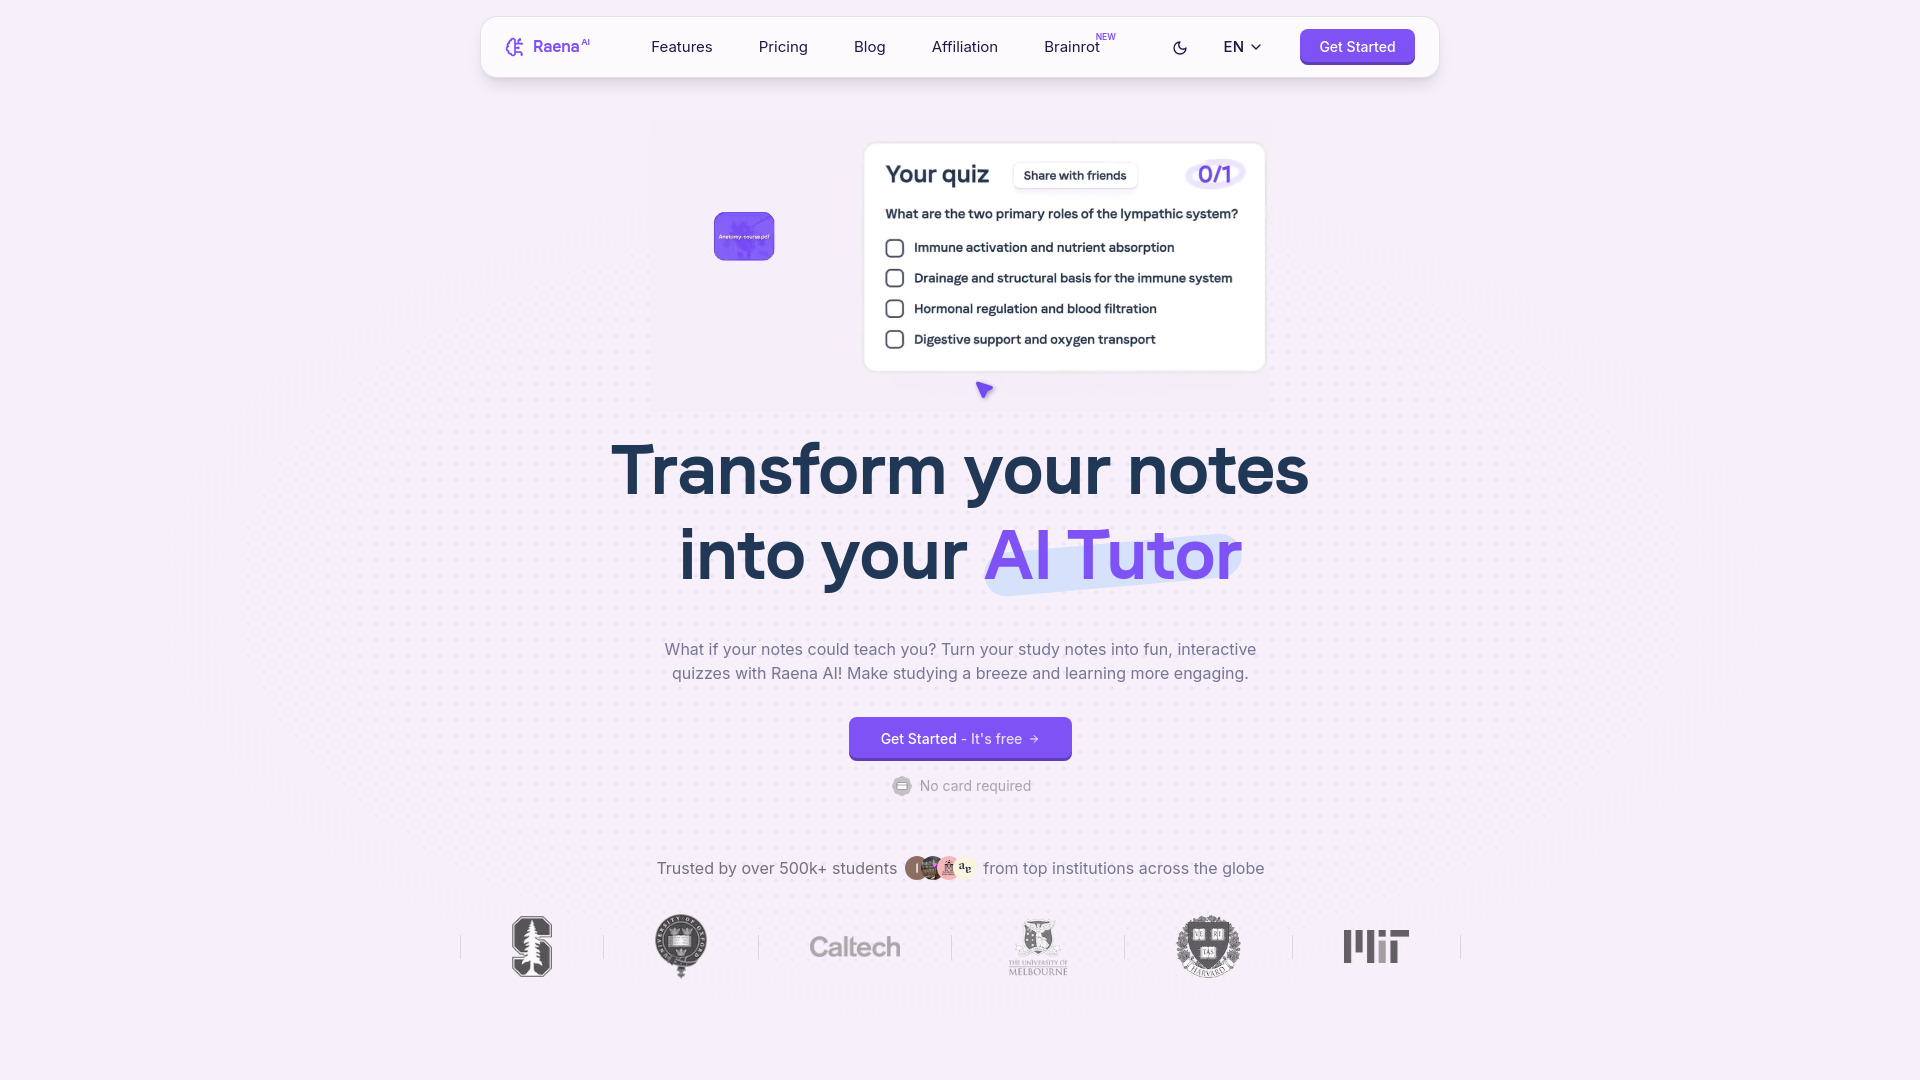 Raena AI
Features
Pricing
Blog
Affiliation
Brainrot NEW
EN
Get Started
Your quiz
Share with friends
0/1
What are the two primary roles of the lympathic system?
Immune activation and nutrient absorption
Drainage and structural basis for the immune system
Hormonal regulation and blood filtration
Digestive support and oxygen transport
Anatomy-course.pdf
Transform your notes
into your AI Tutor
What if your notes could teach you? Turn your study notes into fun, interactive
quizzes with Raena AI! Make studying a breeze and learning more engaging.
Get Started - It's free
No card required
Trusted by over 500k+ students
from top institutions across the globe
Caltech
THE UNIVERSITY OF
MELBOURNE
HARVARD
MIT